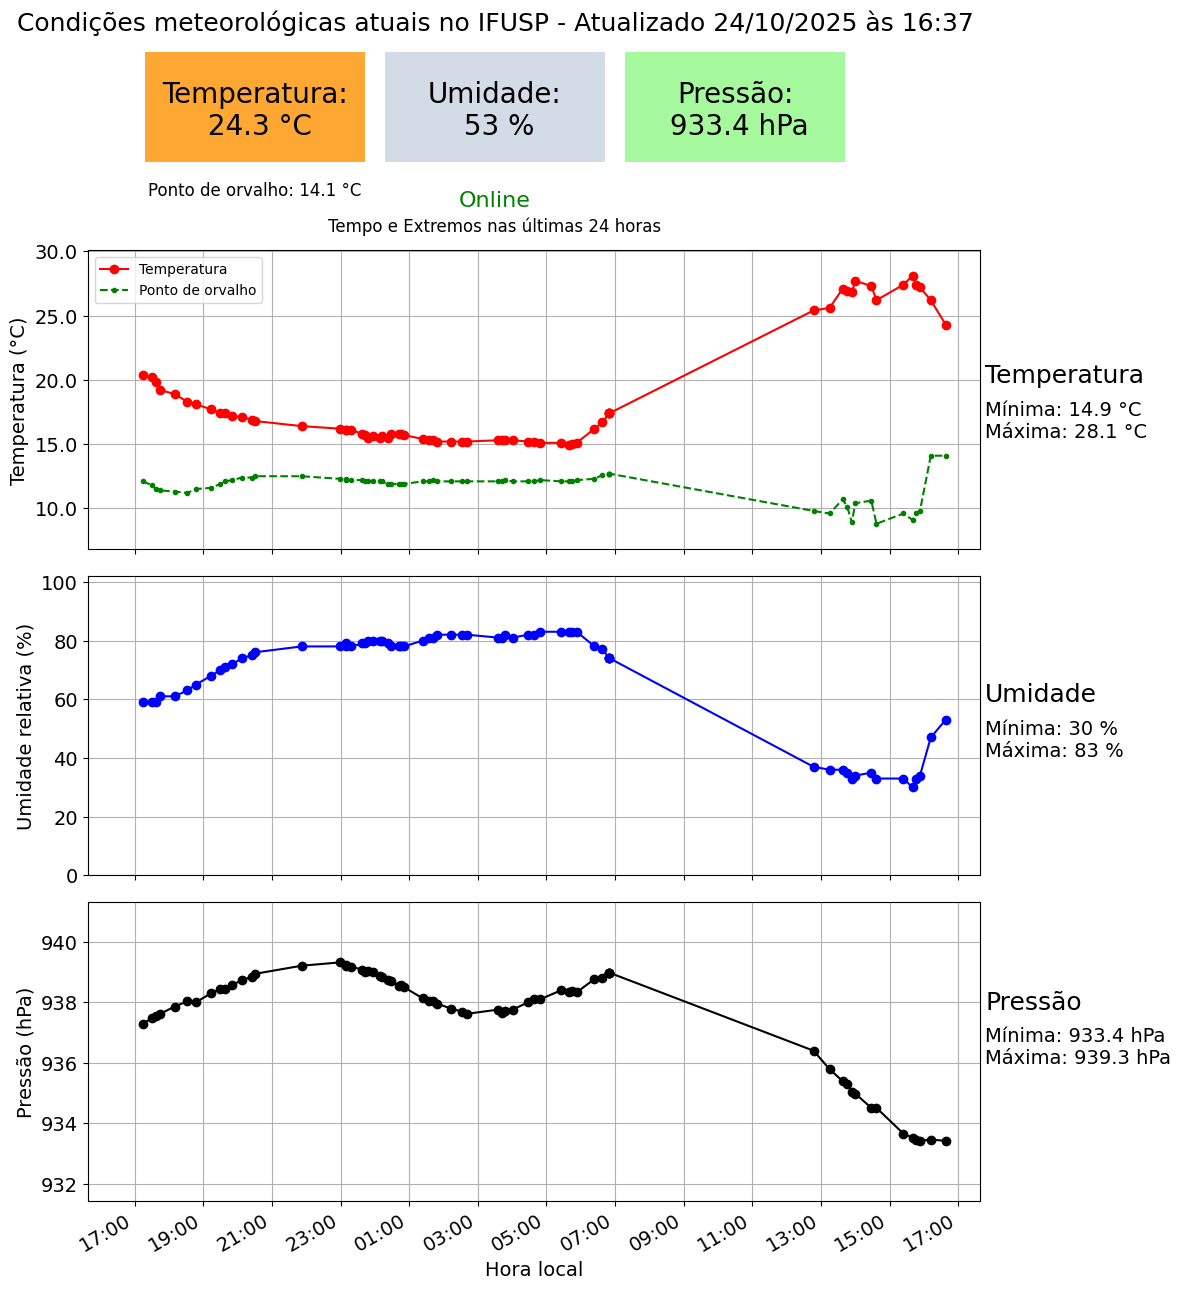 Condições meteorológicas atuais no IFUSP - Atualizado 24/10/2025 às 16:37
Temperatura:
24.3 °C
Umidade:
53 %
Pressão:
933.4 hPa
Ponto de orvalho: 14.1 °C
Online
Tempo e Extremos nas últimas 24 horas
30.0
25.0
20.0
15.0
10.0
Temperatura (°C)
Temperatura
Ponto de orvalho
Temperatura
Mínima: 14.9 °C
Máxima: 28.1 °C
100
80
60
40
20
0
Umidade relativa (%)
Umidade
Mínima: 30 %
Máxima: 83 %
940
938
936
934
932
Pressão (hPa)
Pressão
Mínima: 933.4 hPa
Máxima: 939.3 hPa
17:00 19:00 21:00 23:00 01:00 03:00 05:00 07:00 09:00 11:00 13:00 15:00 17:00
Hora local